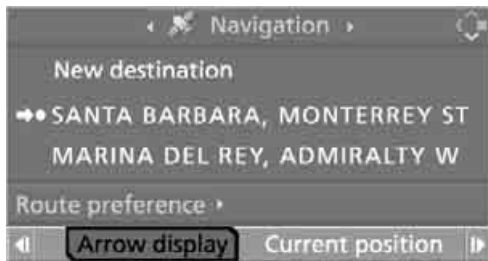 Navigation
New destination
SANTA BARBARA, MONTERREY ST
MARINA DEL REY, ADMIRALTY W
Route preference
Arrow display Current position